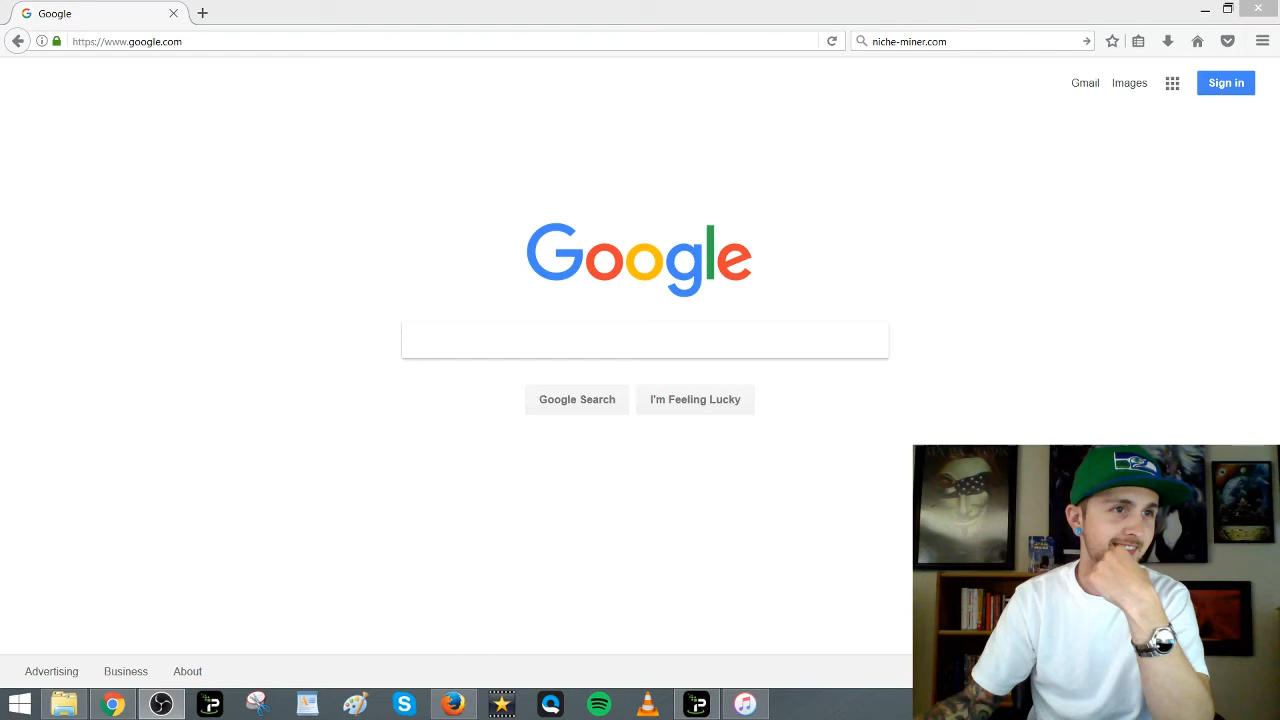 Google
https://www.google.com
niche-miner.com
Gmail
Images
Sign in
Google
Google Search
I'm Feeling Lucky
Advertising
Business
About